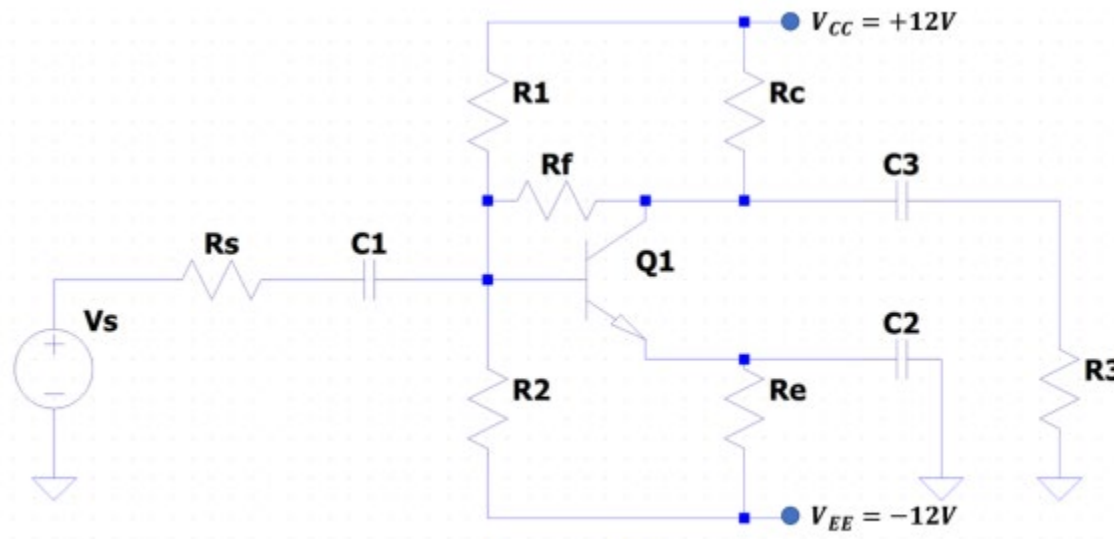 V_CC = +12V
R1
Rc
Rf
C3
Rs
C1
Q1
Vs
C2
R2
Re
R3
V_EE = −12V